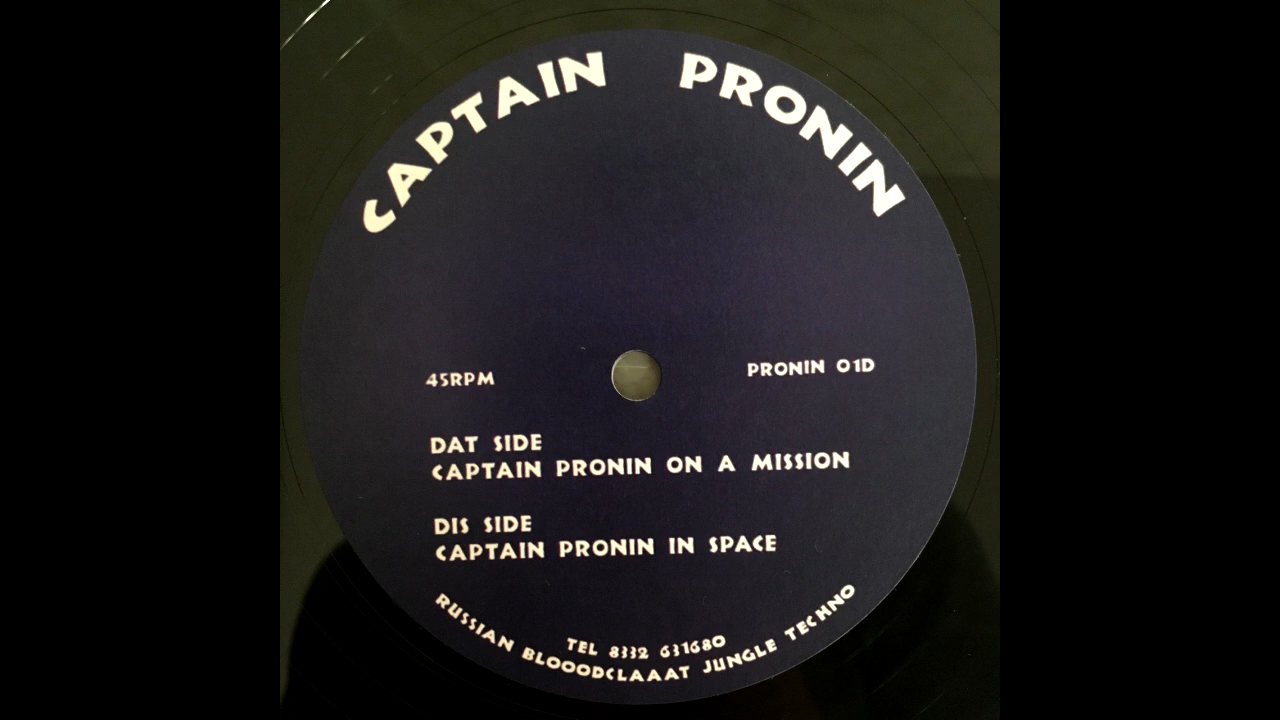 CAPTAIN PRONIN
45RPM
PRONIN 01D
DAT SIDE
CAPTAIN PRONIN ON A MISSION
DIS SIDE
CAPTAIN PRONIN IN SPACE
TEL 8332 631680
RUSSIAN BLOOODCLAAAT JUNGLE TECHNO